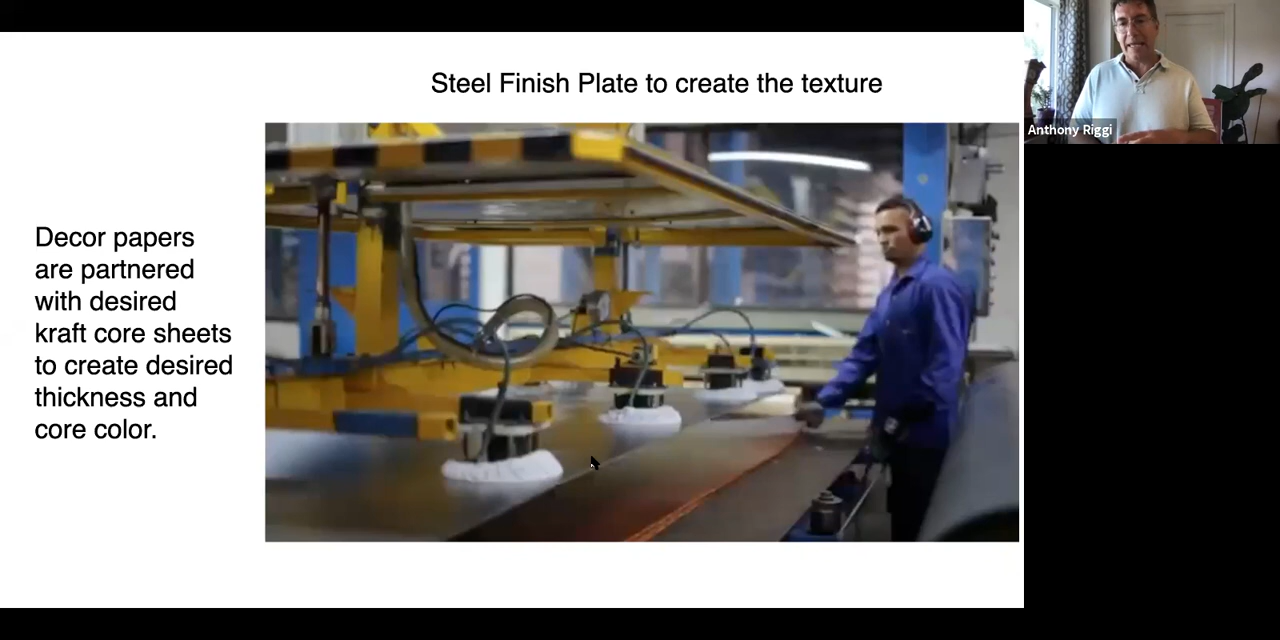 Steel Finish Plate to create the texture
Anthony Riggi
Decor papers
are partnered
with desired
kraft core sheets
to create desired
thickness and
core color.